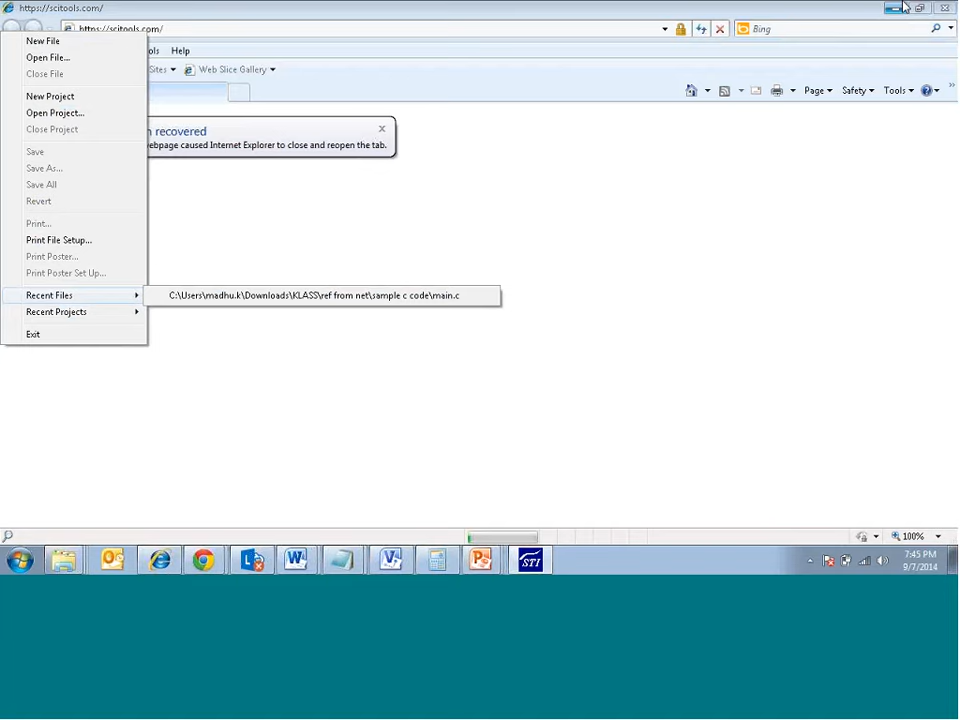 https://scitools.com/
https://scitools.com/
Bing
New File
ols Help
Open File...
Sites Web Slice Gallery
Close File
Page Safety Tools
New Project
Open Project...
Close Project
n recovered
ebpage caused Internet Explorer to close and reopen the tab.
Save
Save As...
Save All
Revert
Print...
Print File Setup...
Print Poster...
Print Poster Set Up...
Recent Files
C:\Users\madhu.k\Downloads\KLASS\ref from net\sample c code\main.c
Recent Projects
Exit
100%
STI
7:45 PM
9/7/2014